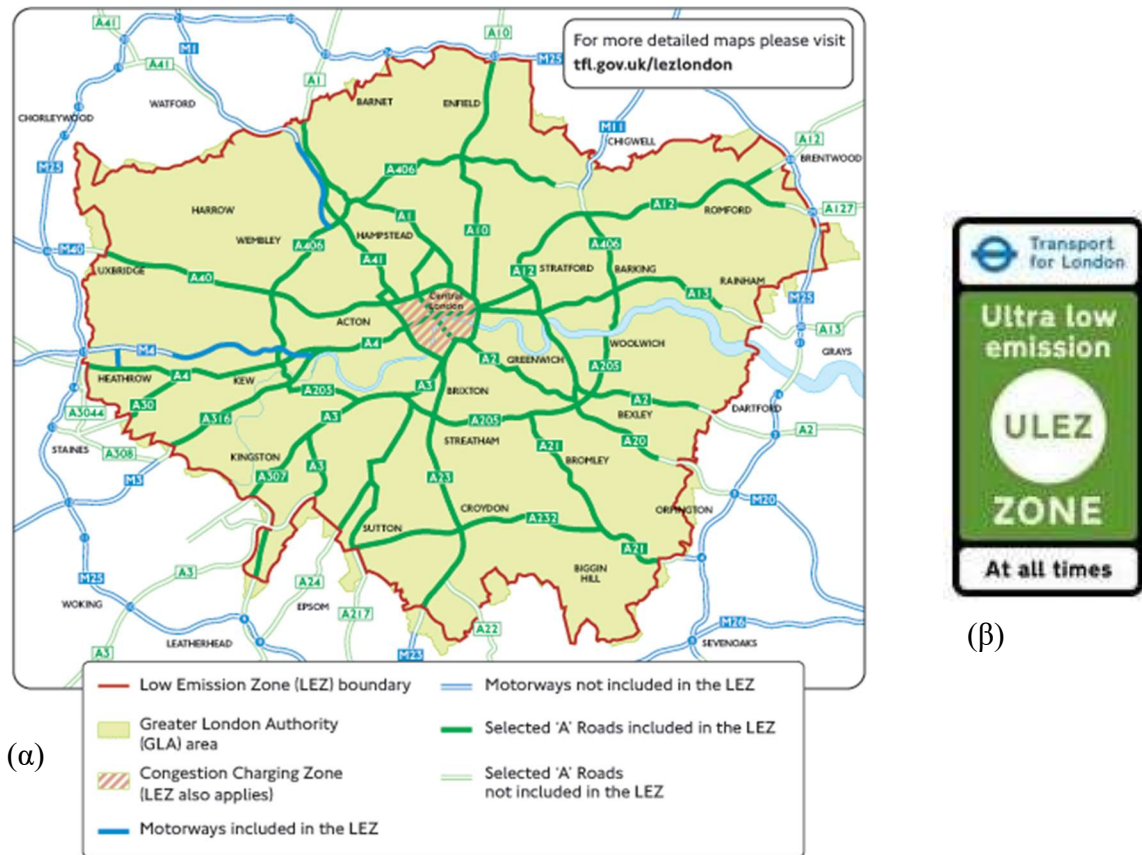 A41
A10
M1
For more detailed maps please visit
tfl.gov.uk/lezlondon
M25
A1
A41
BARNET
ENFIELD
WATFORD
M11
CHORLEYWOOD
CHIGWELL
A12
BRENTWOOD
M25
A406
HARROW
A12
ROMFORD
A127
A1
HAMPSTEAD
A10
WEMBLEY
A406
A406
M40
A41
A12
STRATFORD
BARKING
UXBRIDGE
RAINHAM
A40
A13
M25
Central
London
ACTON
A13
A4
WOOLWICH
M4
A2
GREENWICH
GRAYS
HEATHROW
A4
KEW
A205
A3
A205
A30
BRIXTON
A2
A3044
A316
A3
A205
BEXLEY
DARTFORD
A2
STAINES
A308
STREATHAM
A21
A20
KINGSTON
A3
BROMLEY
M3
A307
A23
M20
CROYDON
ORPINGTON
SUTTON
A232
A21
M25
A3
BIGGIN
HILL
A24
WOKING
EPSOM
A217
A22
M26
LEATHERHEAD
SEVENOAKS
A3
M23
Low Emission Zone (LEZ) boundary
Greater London Authority
(GLA) area
Congestion Charging Zone
(LEZ also applies)
Motorways included in the LEZ
Motorways not included in the LEZ
Selected ‘A’ Roads included in the LEZ
Selected ‘A’ Roads
not included in the LEZ
(α)
Transport
for London
Ultra low
emission
ULEZ
ZONE
At all times
(β)